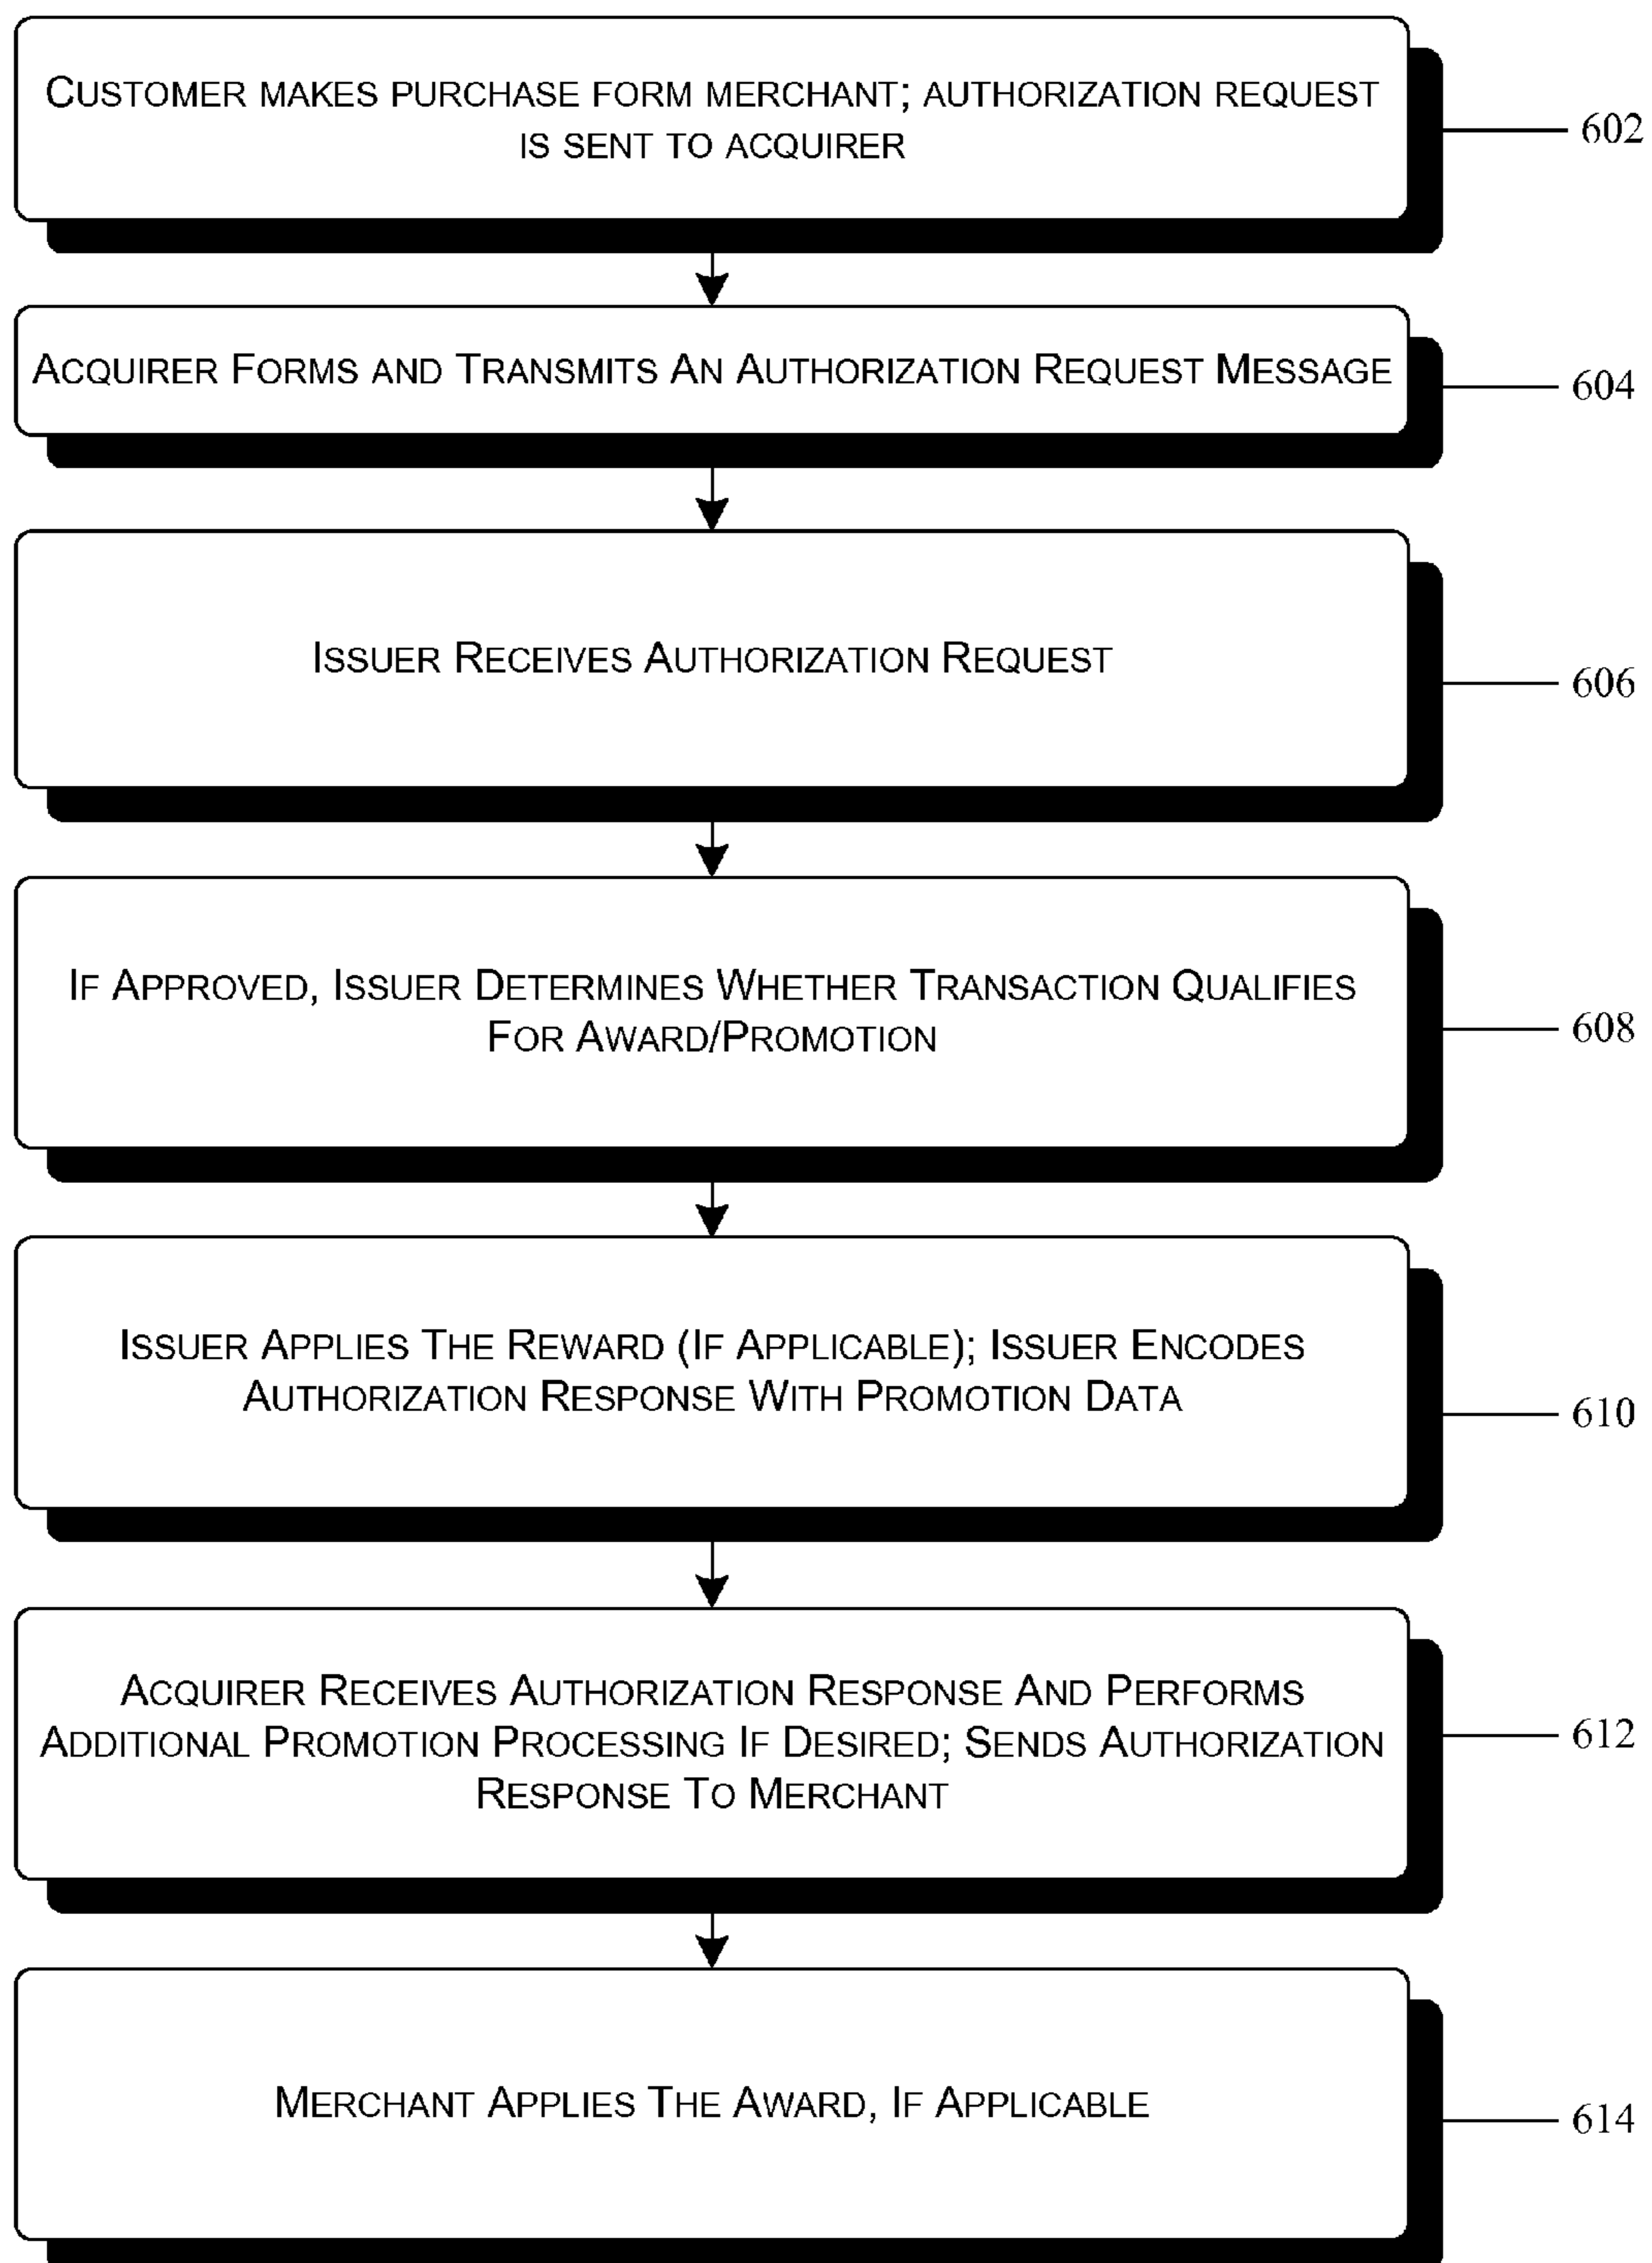 CUSTOMER MAKES PURCHASE FORM MERCHANT; AUTHORIZATION REQUEST
IS SENT TO ACQUIRER
602
ACQUIRER FORMS AND TRANSMITS AN AUTHORIZATION REQUEST MESSAGE
604
ISSUER RECEIVES AUTHORIZATION REQUEST
606
IF APPROVED, ISSUER DETERMINES WHETHER TRANSACTION QUALIFIES
FOR AWARD/PROMOTION
608
ISSUER APPLIES THE REWARD (IF APPLICABLE); ISSUER ENCODES
AUTHORIZATION RESPONSE WITH PROMOTION DATA
610
ACQUIRER RECEIVES AUTHORIZATION RESPONSE AND PERFORMS
ADDITIONAL PROMOTION PROCESSING IF DESIRED; SENDS AUTHORIZATION
RESPONSE TO MERCHANT
612
MERCHANT APPLIES THE AWARD, IF APPLICABLE
614